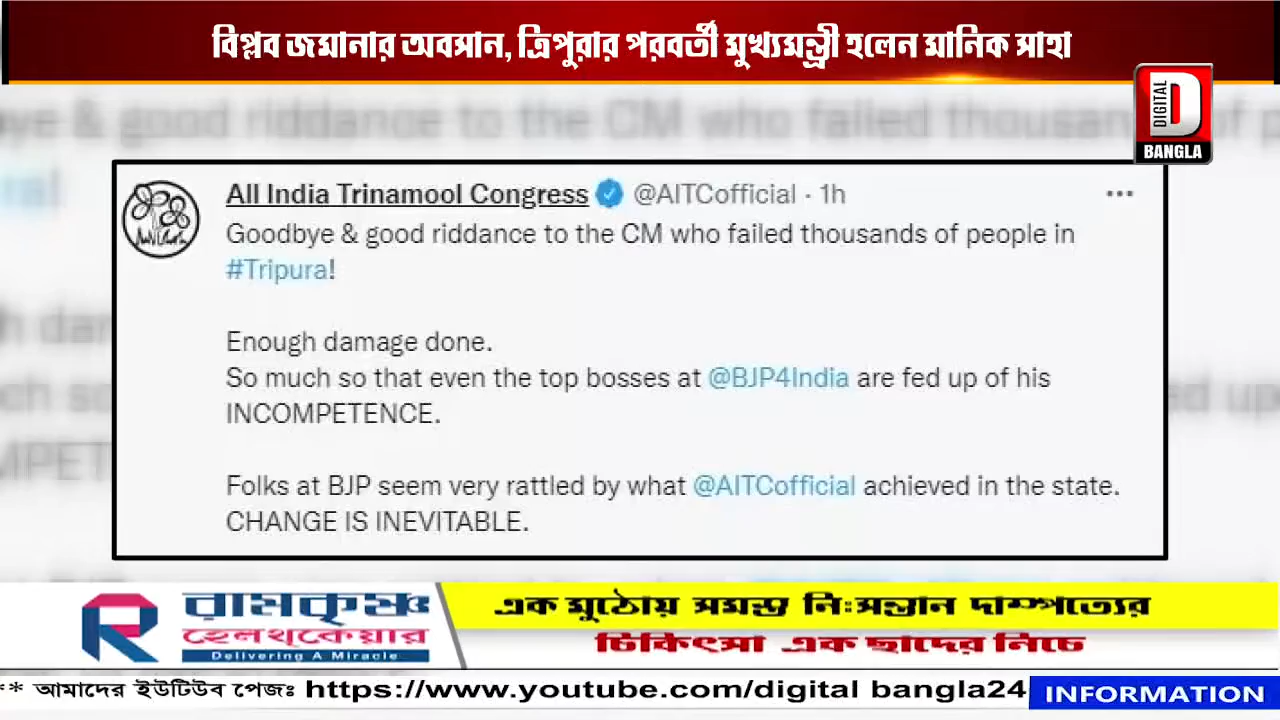 বিপ্লব জমানার অবসান, ত্রিপুরার পরবর্তী মুখ্যমন্ত্রী হলেন মানিক সাহা
DIGITAL
BANGLA
All India Trinamool Congress @AITCofficial · 1h
Goodbye & good riddance to the CM who failed thousands of people in
#Tripura!
Enough damage done.
So much so that even the top bosses at @BJP4India are fed up of his
INCOMPETENCE.
Folks at BJP seem very rattled by what @AITCofficial achieved in the state.
CHANGE IS INEVITABLE.
রামকৃষ্ণ
হেলথকেয়ার
Delivering A Miracle
এক মুঠোয় সমস্ত নিঃসন্তান দাম্পত্যের
চিকিৎসা এক ছাদের নিচে
** আমাদের ইউটিউব পেজঃ https://www.youtube.com/digital bangla24
INFORMATION